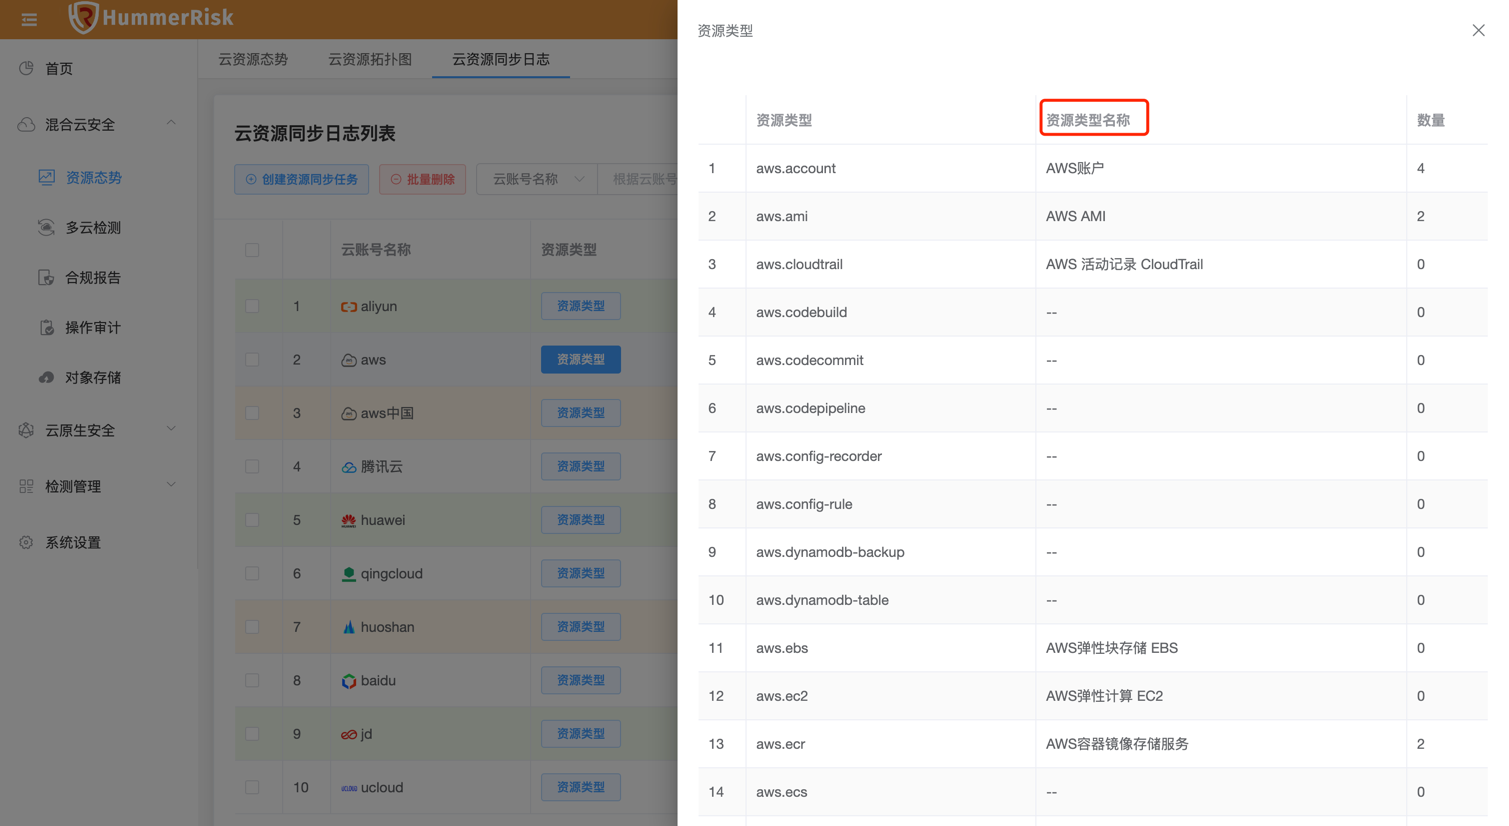 HummerRisk
首页
混合云安全
资源态势
多云检测
合规报告
操作审计
对象存储
云原生安全
检测管理
系统设置
云资源态势 云资源拓扑图 云资源同步日志
云资源同步日志列表
创建资源同步任务 批量删除 云账号名称 根据云账号
云账号名称 资源类型
1 aliyun 资源类型
2 aws 资源类型
3 aws中国 资源类型
4 腾讯云 资源类型
5 huawei 资源类型
6 qingcloud 资源类型
7 huoshan 资源类型
8 baidu 资源类型
9 jd 资源类型
10 ucloud 资源类型
资源类型
资源类型 资源类型名称 数量
1 aws.account AWS账户 4
2 aws.ami AWS AMI 2
3 aws.cloudtrail AWS 活动记录 CloudTrail 0
4 aws.codebuild -- 0
5 aws.codecommit -- 0
6 aws.codepipeline -- 0
7 aws.config-recorder -- 0
8 aws.config-rule -- 0
9 aws.dynamodb-backup -- 0
10 aws.dynamodb-table -- 0
11 aws.ebs AWS弹性块存储 EBS 0
12 aws.ec2 AWS弹性计算 EC2 0
13 aws.ecr AWS容器镜像存储服务 2
14 aws.ecs -- 0